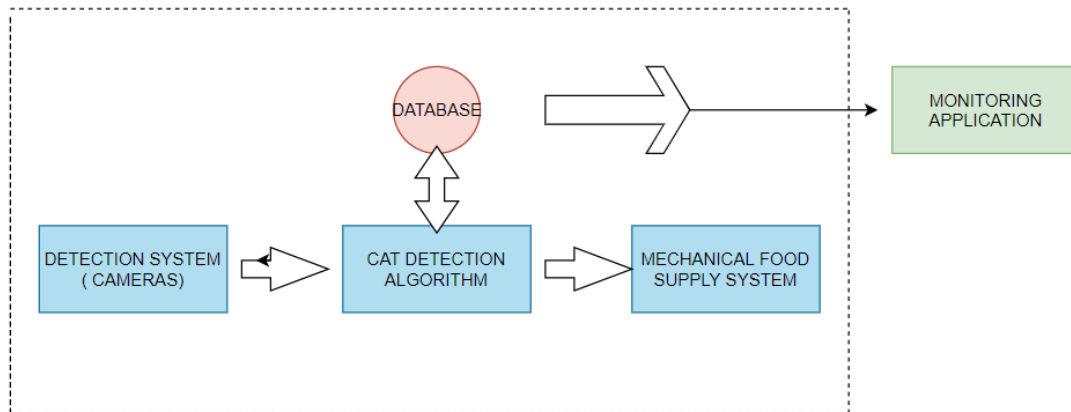 DATABASE
MONITORING
APPLICATION
DETECTION SYSTEM
( CAMERAS)
CAT DETECTION
ALGORITHM
MECHANICAL FOOD
SUPPLY SYSTEM